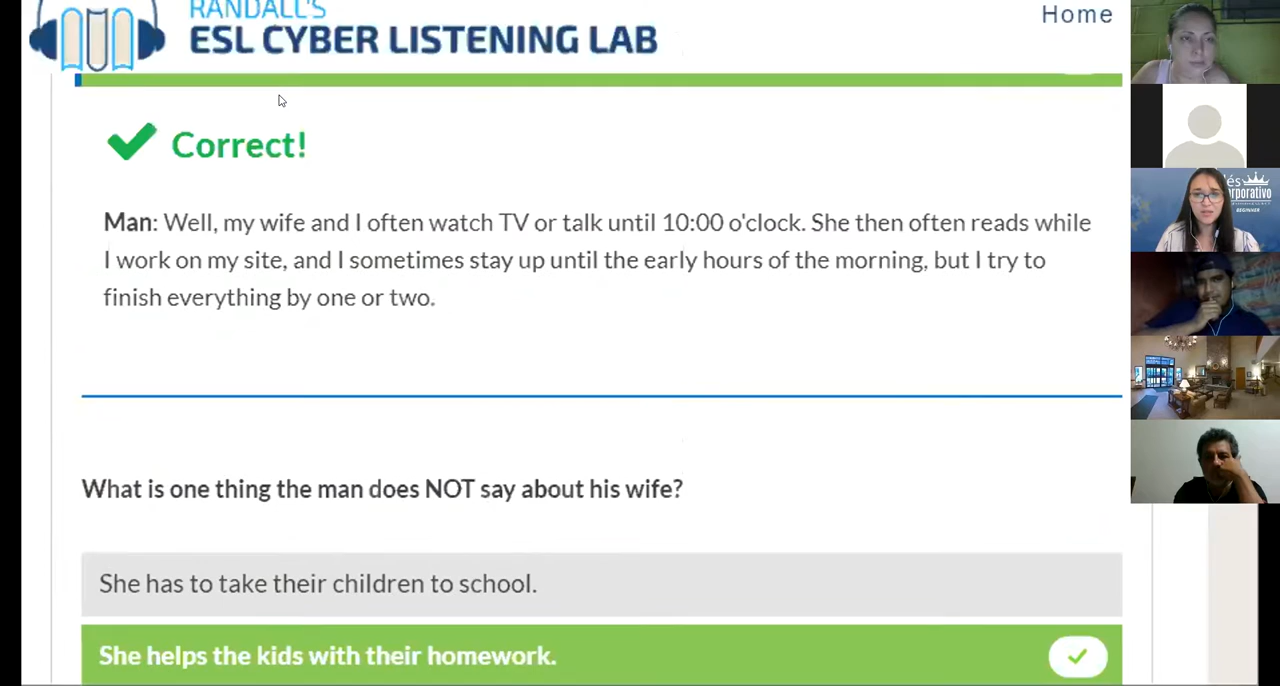 RANDALL'S
ESL CYBER LISTENING LAB
Home
Correct!
Man: Well, my wife and I often watch TV or talk until 10:00 o'clock. She then often reads while
I work on my site, and I sometimes stay up until the early hours of the morning, but I try to
finish everything by one or two.
What is one thing the man does NOT say about his wife?
She has to take their children to school.
She helps the kids with their homework.
és
orporativo
BEGINNER